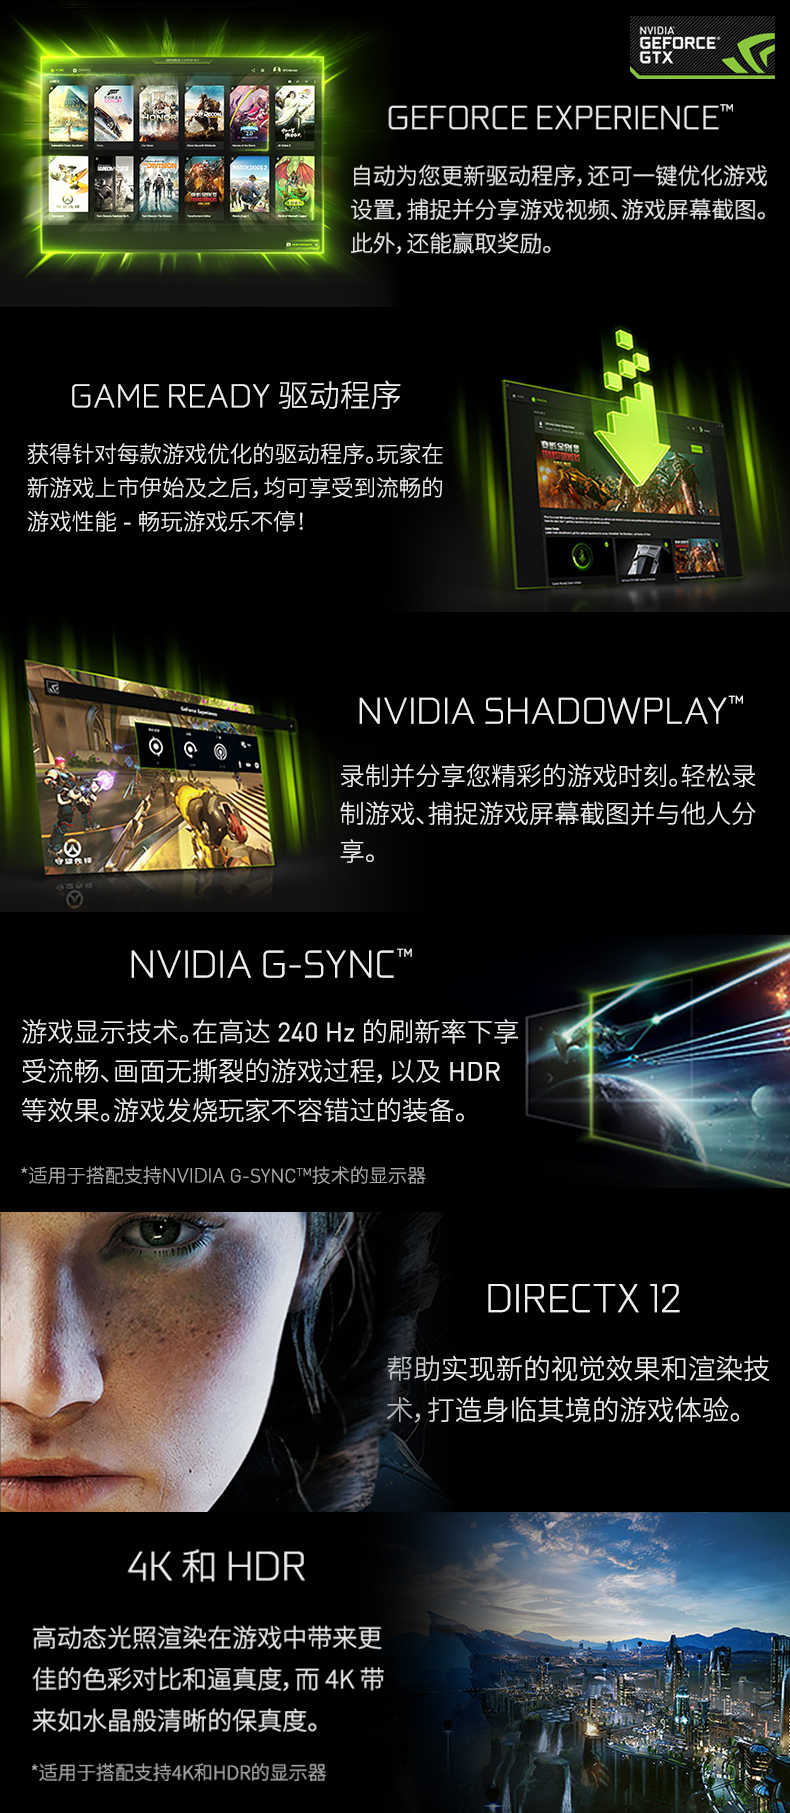 NVIDIA
GEFORCE
GTX
GEFORCE EXPERIENCE™
自动为您更新驱动程序，还可一键优化游戏
设置，捕捉并分享游戏视频、游戏屏幕截图。
此外，还能赢取奖励。
FORZA
HONOR
GHOST RECON
DIVISION
WATCH DOGS 2
GAME READY 驱动程序
获得针对每款游戏优化的驱动程序。玩家在
新游戏上市伊始及之后，均可享受到流畅的
游戏性能 - 畅玩游戏乐不停！
TRANSFORMERS
GeForce Experience
守望先锋
NVIDIA SHADOWPLAY™
录制并分享您精彩的游戏时刻。轻松录
制游戏、捕捉游戏屏幕截图并与他人分
享。
NVIDIA G-SYNC™
游戏显示技术。在高达 240 Hz 的刷新率下享
受流畅、画面无撕裂的游戏过程，以及 HDR
等效果。游戏发烧玩家不容错过的装备。
*适用于搭配支持NVIDIA G-SYNC™技术的显示器
DIRECTX 12
帮助实现新的视觉效果和渲染技
术，打造身临其境的游戏体验。
4K 和 HDR
高动态光照渲染在游戏中带来更
佳的色彩对比和逼真度，而 4K 带
来如水晶般清晰的保真度。
*适用于搭配支持4K和HDR的显示器